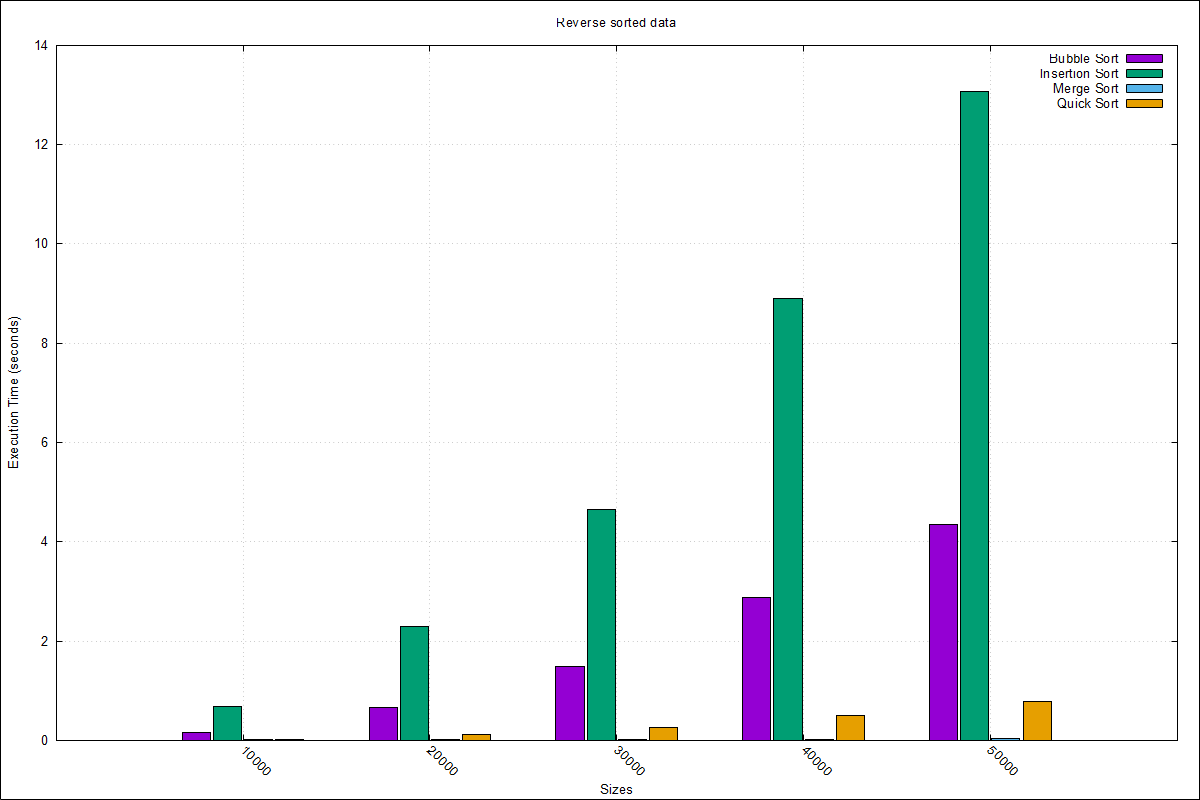 Reverse sorted data
Execution Time (seconds)
14
12
10
8
6
4
2
0
Bubble Sort
Insertion Sort
Merge Sort
Quick Sort
10000
20000
30000
40000
50000
Sizes